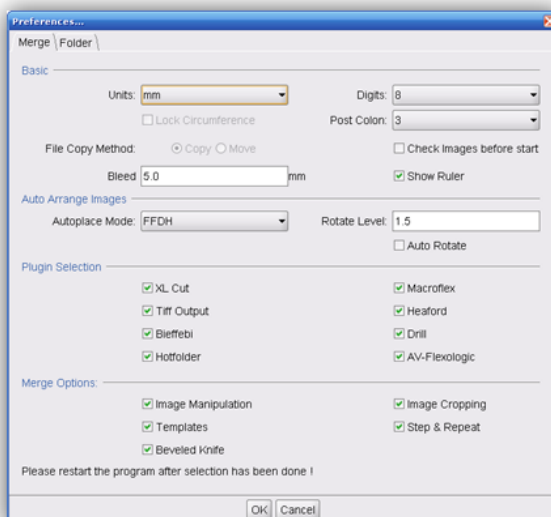 Preferences...
Merge Folder
Basic
Units: mm Digits: 8
Lock Circumference Post Colon: 3
File Copy Method: Copy Move Check Images before start
Bleed 5.0 mm Show Ruler
Auto Arrange Images
Autoplace Mode: FFDH Rotate Level: 1.5
Auto Rotate
Plugin Selection
XL Cut Macroflex
Tiff Output Heaford
Bieffebi Drill
Hotfolder AV-Flexologic
Merge Options:
Image Manipulation Image Cropping
Templates Step & Repeat
Beveled Knife
Please restart the program after selection has been done !
OK Cancel